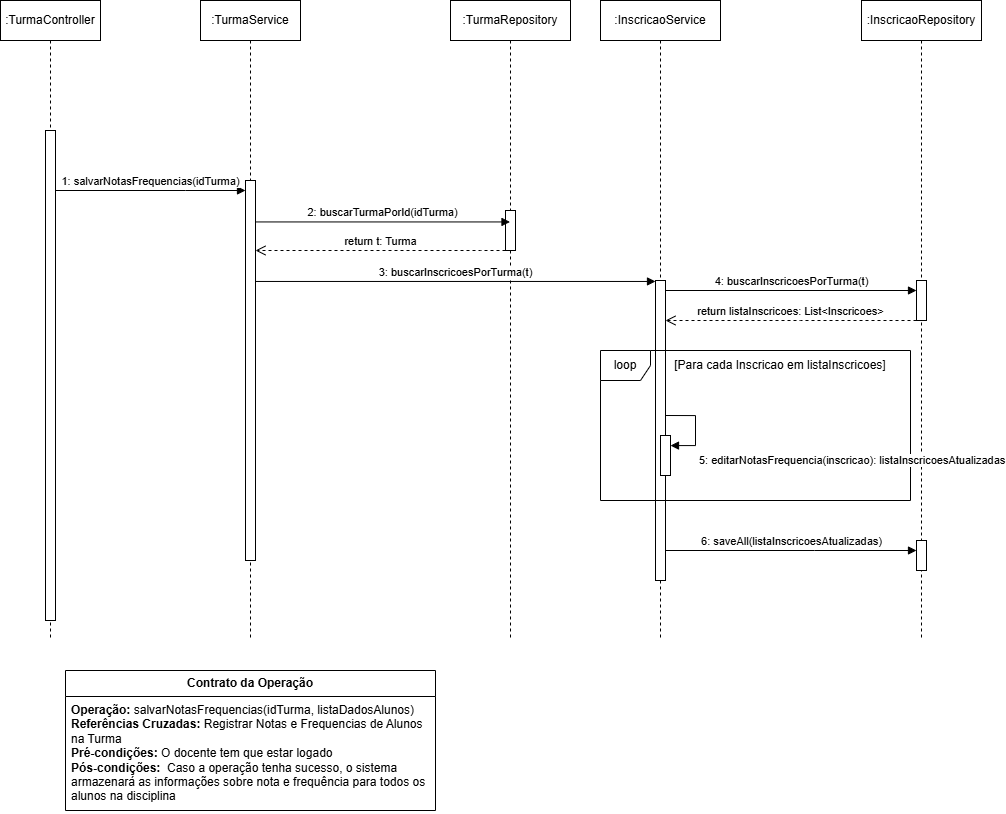 :TurmaController
:TurmaService
:TurmaRepository
:InscricaoService
:InscricaoRepository
1: salvarNotasFrequencias(idTurma)
2: buscarTurmaPorId(idTurma)
return t: Turma
3: buscarInscricoesPorTurma(t)
4: buscarInscricoesPorTurma(t)
return listaInscricoes: List<Inscricoes>
loop
[Para cada Inscricao em listaInscricoes]
5: editarNotasFrequencia(inscricao): listaInscricoesAtualizadas
6: saveAll(listaInscricoesAtualizadas)
Contrato da Operação
Operação: salvarNotasFrequencias(idTurma, listaDadosAlunos)
Referências Cruzadas: Registrar Notas e Frequencias de Alunos
na Turma
Pré-condições: O docente tem que estar logado
Pós-condições: Caso a operação tenha sucesso, o sistema
armazenará as informações sobre nota e frequência para todos os
alunos na disciplina